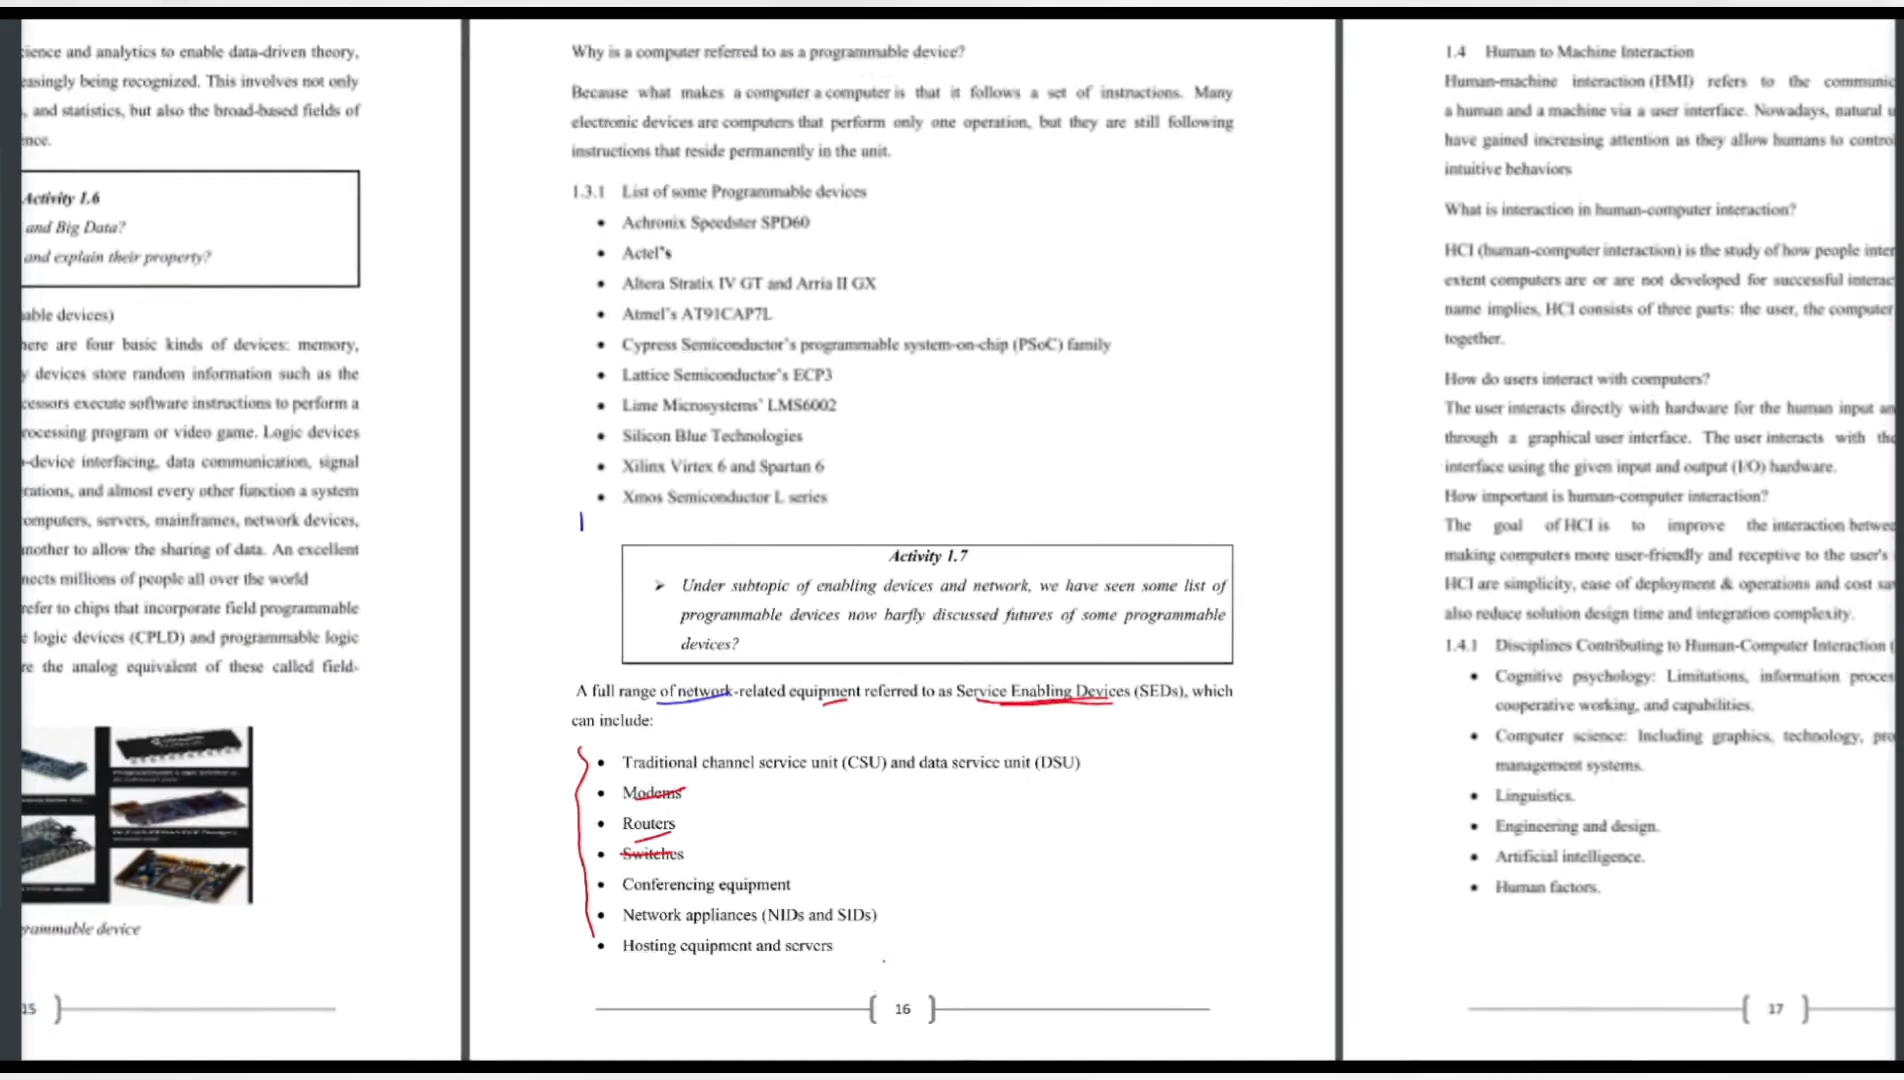 cience and analytics to enable data-driven theory,
easingly being recognized. This involves not only
, and statistics, but also the broad-based fields of
ence.
Activity 1.6
and Big Data?
and explain their property?
able devices)
here are four basic kinds of devices: memory,
y devices store random information such as the
cessors execute software instructions to perform a
rocessing program or video game. Logic devices
-device interfacing, data communication, signal
rations, and almost every other function a system
omputers, servers, mainframes, network devices,
nother to allow the sharing of data. An excellent
nects millions of people all over the world
refer to chips that incorporate field programmable
e logic devices (CPLD) and programmable logic
re the analog equivalent of these called field-
rammable device
15
Why is a computer referred to as a programmable device?
Because what makes a computer a computer is that it follows a set of instructions. Many
electronic devices are computers that perform only one operation, but they are still following
instructions that reside permanently in the unit.
1.3.1 List of some Programmable devices
• Achronix Speedster SPD60
• Actel"s
• Altera Stratix IV GT and Arria II GX
• Atmel's AT91CAP7L
• Cypress Semiconductor's programmable system-on-chip (PSoC) family
• Lattice Semiconductor's ECP3
• Lime Microsystems' LMS6002
• Silicon Blue Technologies
• Xilinx Virtex 6 and Spartan 6
• Xmos Semiconductor L series
Activity 1.7
➢ Under subtopic of enabling devices and network, we have seen some list of
programmable devices now barfly discussed futures of some programmable
devices?
A full range of network-related equipment referred to as Service Enabling Devices (SEDs), which
can include:
• Traditional channel service unit (CSU) and data service unit (DSU)
• Modems
• Routers
• Switches
• Conferencing equipment
• Network appliances (NIDs and SIDs)
• Hosting equipment and servers
16
1.4 Human to Machine Interaction
Human-machine interaction (HMI) refers to the communic
a human and a machine via a user interface. Nowadays, natural u
have gained increasing attention as they allow humans to control
intuitive behaviors
What is interaction in human-computer interaction?
HCI (human-computer interaction) is the study of how people inter
extent computers are or are not developed for successful interac
name implies, HCI consists of three parts: the user, the computer
together.
How do users interact with computers?
The user interacts directly with hardware for the human input an
through a graphical user interface. The user interacts with the
interface using the given input and output (I/O) hardware.
How important is human-computer interaction?
The goal of HCI is to improve the interaction betwee
making computers more user-friendly and receptive to the user's
HCI are simplicity, ease of deployment & operations and cost sav
also reduce solution design time and integration complexity.
1.4.1 Disciplines Contributing to Human-Computer Interaction (
• Cognitive psychology: Limitations, information proces
cooperative working, and capabilities.
• Computer science: Including graphics, technology, pro
management systems.
• Linguistics.
• Engineering and design.
• Artificial intelligence.
• Human factors.
17